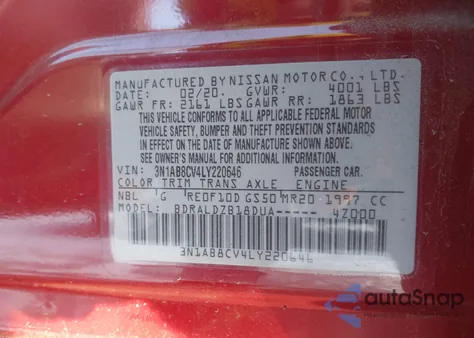 MANUFACTURED BY NISSAN MOTOR CO., LTD.
DATE: 02/20. GVWR: 4001 LBS
GAWR FR: 2161 LBS GAWR RR: 1863 LBS
THIS VEHICLE CONFORMS TO ALL APPLICABLE FEDERAL MOTOR
VEHICLE SAFETY, BUMPER AND THEFT PREVENTION STANDARDS
IN EFFECT ON THE DATE OF MANUFACTURE SHOWN ABOVE.
SEE OWNER'S MANUAL FOR ADDITIONAL INFORMATION.
VIN: 3N1AB8CV4LY220646 PASSENGER CAR.
COLOR TRIM TRANS AXLE ENGINE
NBL G RE0F10D GS50 MR20 1997 CC
MODEL: BDRALDZB18DUA----- 4Z000
3N1AB8CV4LY220646
autoSnap